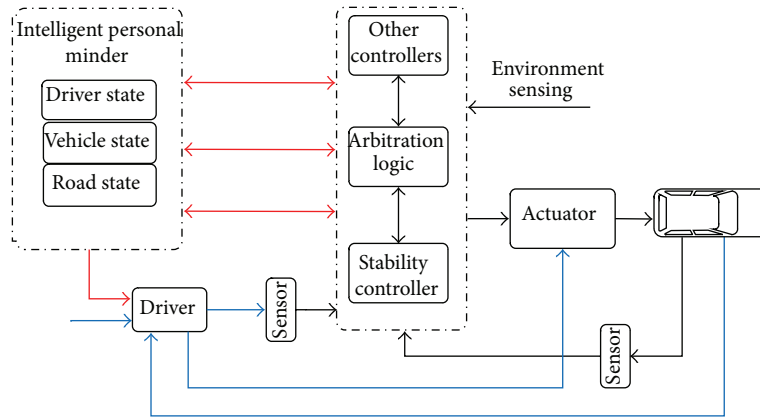 Intelligent personal
minder
Driver state
Vehicle state
Road state
Other
controllers
Arbitration
logic
Stability
controller
Environment
sensing
Actuator
Driver
Sensor
Sensor